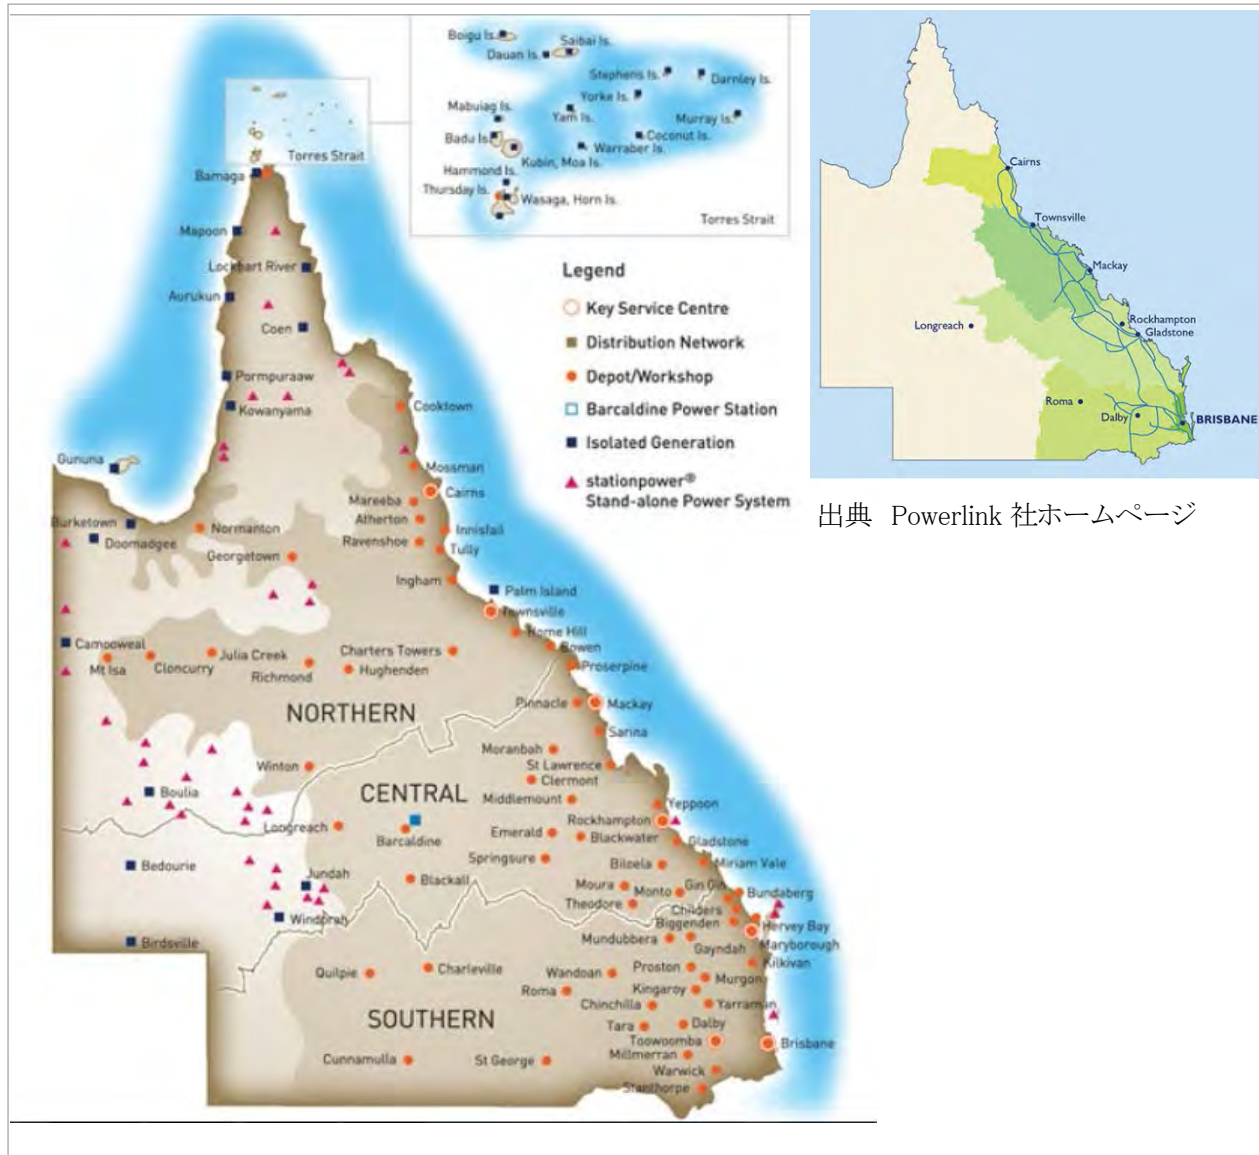 Boigu Is.
Saibai Is.
Dauan Is.
Stephens Is.
Darnley Is.
Yorke Is.
Mabuiag Is.
Yam Is.
Murray Is.
Badu Is.
Coconut Is.
Warraber Is.
Kubin, Moa Is.
Hammond Is.
Thursday Is.
Wasaga, Horn Is.
Torres Strait
Torres Strait
Bamaga
Mapoon
Lockhart River
Aurukun
Coen
Pormpuraaw
Kowanyama
Cooktown
Gununa
Mossman
Cairns
Mareeba
Atherton
Innisfail
Ravenshoe
Tully
Burketown
Doomadgee
Normanton
Georgetown
Ingham
Palm Island
Townsville
Home Hill
Bowen
Proserpine
Camooweal
Mt Isa
Cloncurry
Julia Creek
Richmond
Charters Towers
Hughenden
NORTHERN
Pinnacle
Mackay
Sarina
Moranbah
St Lawrence
Clermont
Winton
CENTRAL
Middlemount
Yeppoon
Boulia
Longreach
Barcaldine
Rockhampton
Emerald
Blackwater
Gladstone
Springsure
Biloela
Miriam Vale
Bedourie
Jundah
Blackall
Moura
Monto
Gin Gin
Bundaberg
Theodore
Childers
Windorah
Biggenden
Hervey Bay
Birdsville
Mundubbera
Gayndah
Maryborough
Kilkivan
Quilpie
Charleville
Wandoan
Proston
Murgon
Roma
Kingaroy
Chinchilla
Yarraman
SOUTHERN
Tara
Dalby
Toowoomba
Brisbane
Millmerran
Cunnamulla
St George
Warwick
Stanthorpe
Legend
Key Service Centre
Distribution Network
Depot/Workshop
Barcaldine Power Station
Isolated Generation
stationpower®
Stand-alone Power System
Cairns
Townsville
Mackay
Rockhampton
Longreach
Gladstone
Roma
Dalby
BRISBANE
出典 Powerlink 社ホームページ